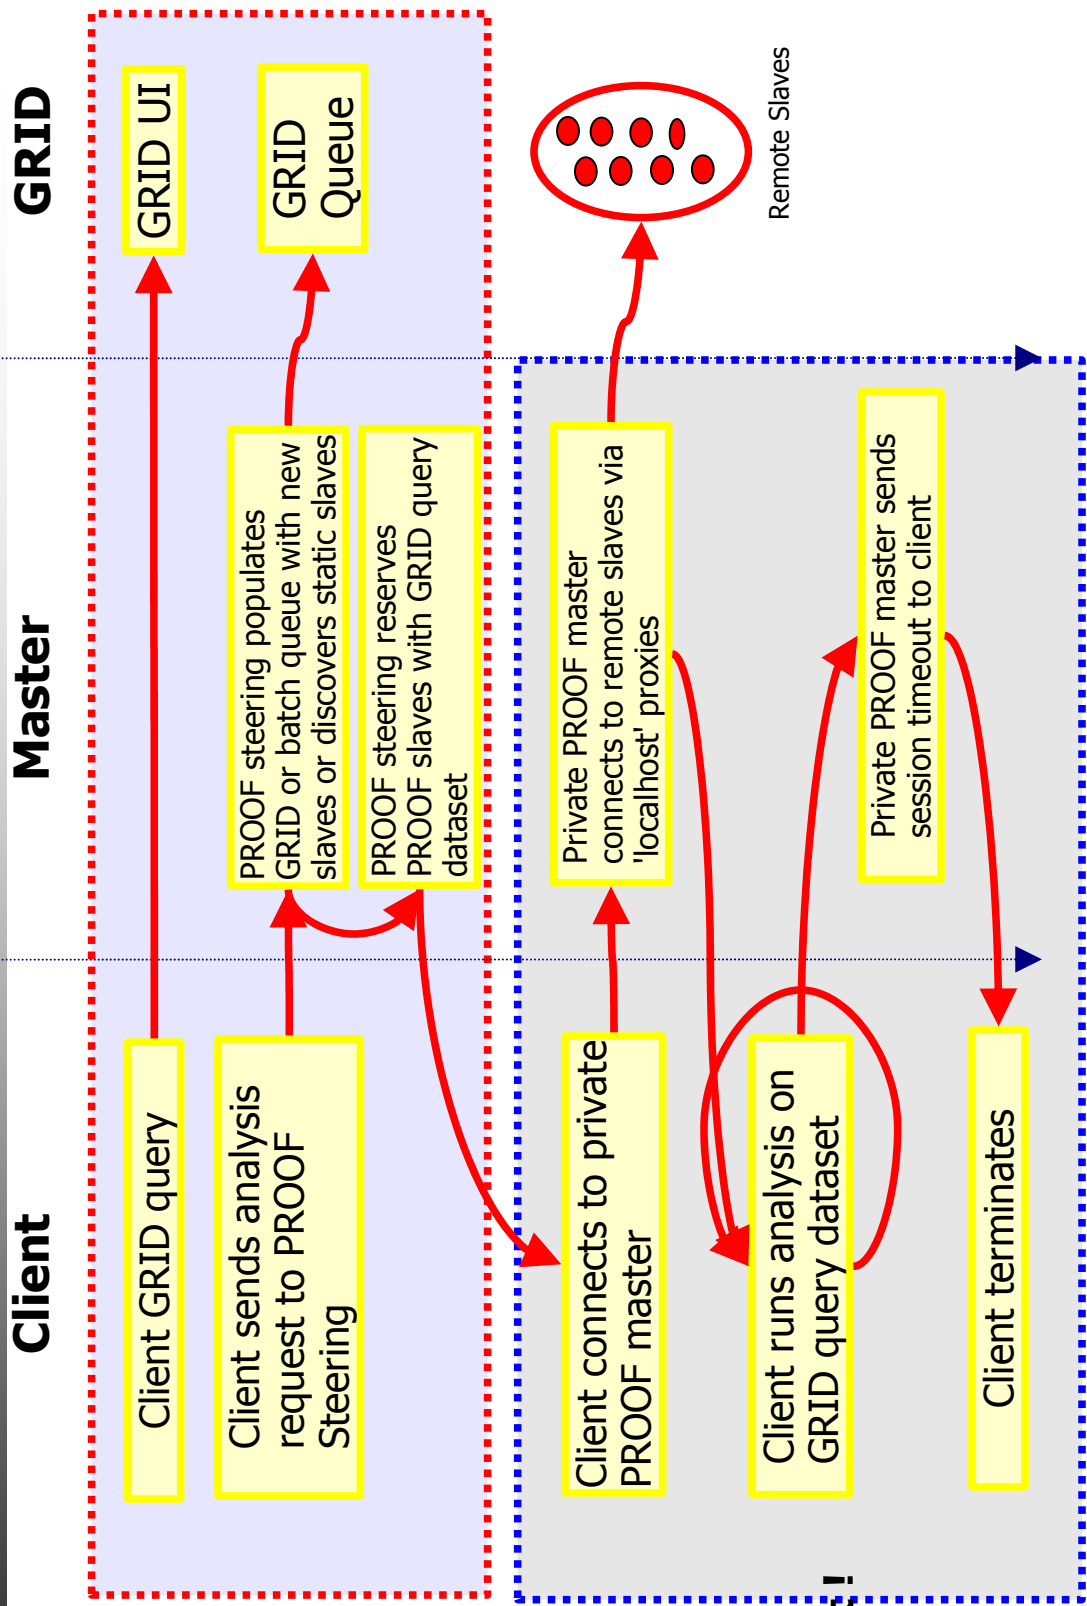 Client
Master
GRID
Client GRID query
GRID UI
Client sends analysis
request to PROOF
Steering
PROOF steering populates
GRID or batch queue with new
slaves or discovers static slaves
GRID
Queue
PROOF steering reserves
PROOF slaves with GRID query
dataset
Client connects to private
PROOF master
Private PROOF master
connects to remote slaves via
'localhost' proxies
Remote Slaves
Client runs analysis on
GRID query dataset
Private PROOF master sends
session timeout to client
Client terminates